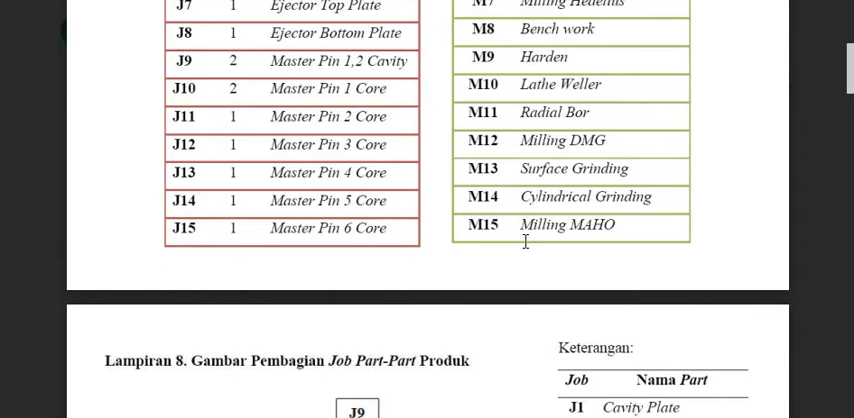 J7 1 Ejector Top Plate
J8 1 Ejector Bottom Plate
J9 2 Master Pin 1,2 Cavity
J10 2 Master Pin 1 Core
J11 1 Master Pin 2 Core
J12 1 Master Pin 3 Core
J13 1 Master Pin 4 Core
J14 1 Master Pin 5 Core
J15 1 Master Pin 6 Core
M7 Milling Hedelius
M8 Bench work
M9 Harden
M10 Lathe Weller
M11 Radial Bor
M12 Milling DMG
M13 Surface Grinding
M14 Cylindrical Grinding
M15 Milling MAHO
Lampiran 8. Gambar Pembagian Job Part-Part Produk
J9
Keterangan:
Job Nama Part
J1 Cavity Plate